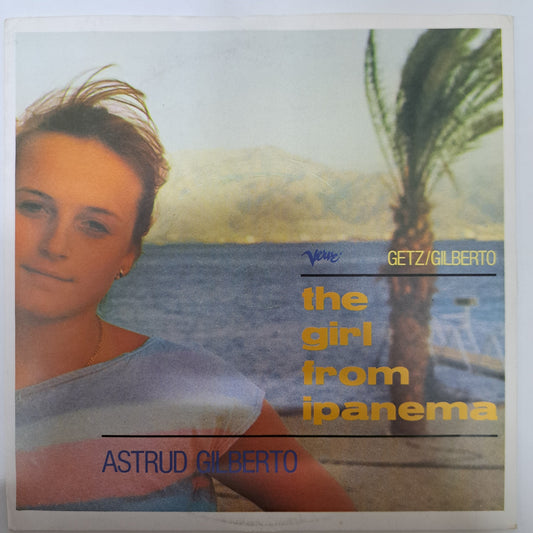 Verve
GETZ/GILBERTO
the
girl
from
ipanema
ASTRUD GILBERTO